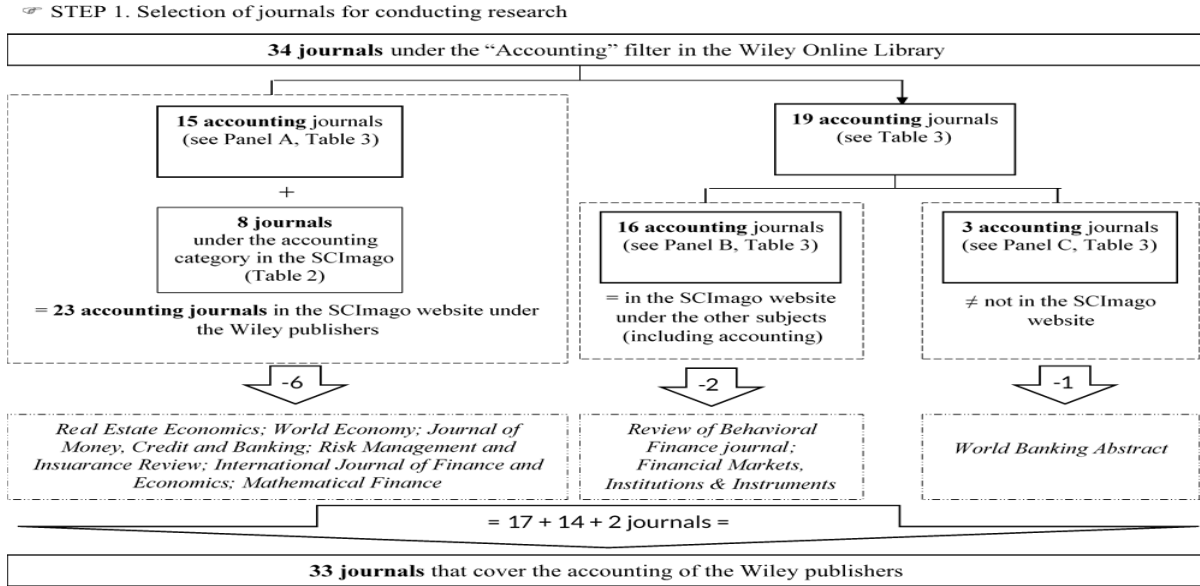 ☞ STEP 1. Selection of journals for conducting research
34 journals under the “Accounting” filter in the Wiley Online Library
15 accounting journals
(see Panel A, Table 3)
+
8 journals
under the accounting
category in the SCImago
(Table 2)
= 23 accounting journals in the SCImago website under
the Wiley publishers
19 accounting journals
(see Table 3)
16 accounting journals
(see Panel B, Table 3)
= in the SCImago website
under the other subjects
(including accounting)
3 accounting journals
(see Panel C, Table 3)
≠ not in the SCImago
website
-6
-2
-1
Real Estate Economics; World Economy; Journal of
Money, Credit and Banking; Risk Management and
Insuarance Review; International Journal of Finance and
Economics; Mathematical Finance
Review of Behavioral
Finance journal;
Financial Markets,
Institutions & Instruments
World Banking Abstract
= 17 + 14 + 2 journals =
33 journals that cover the accounting of the Wiley publishers